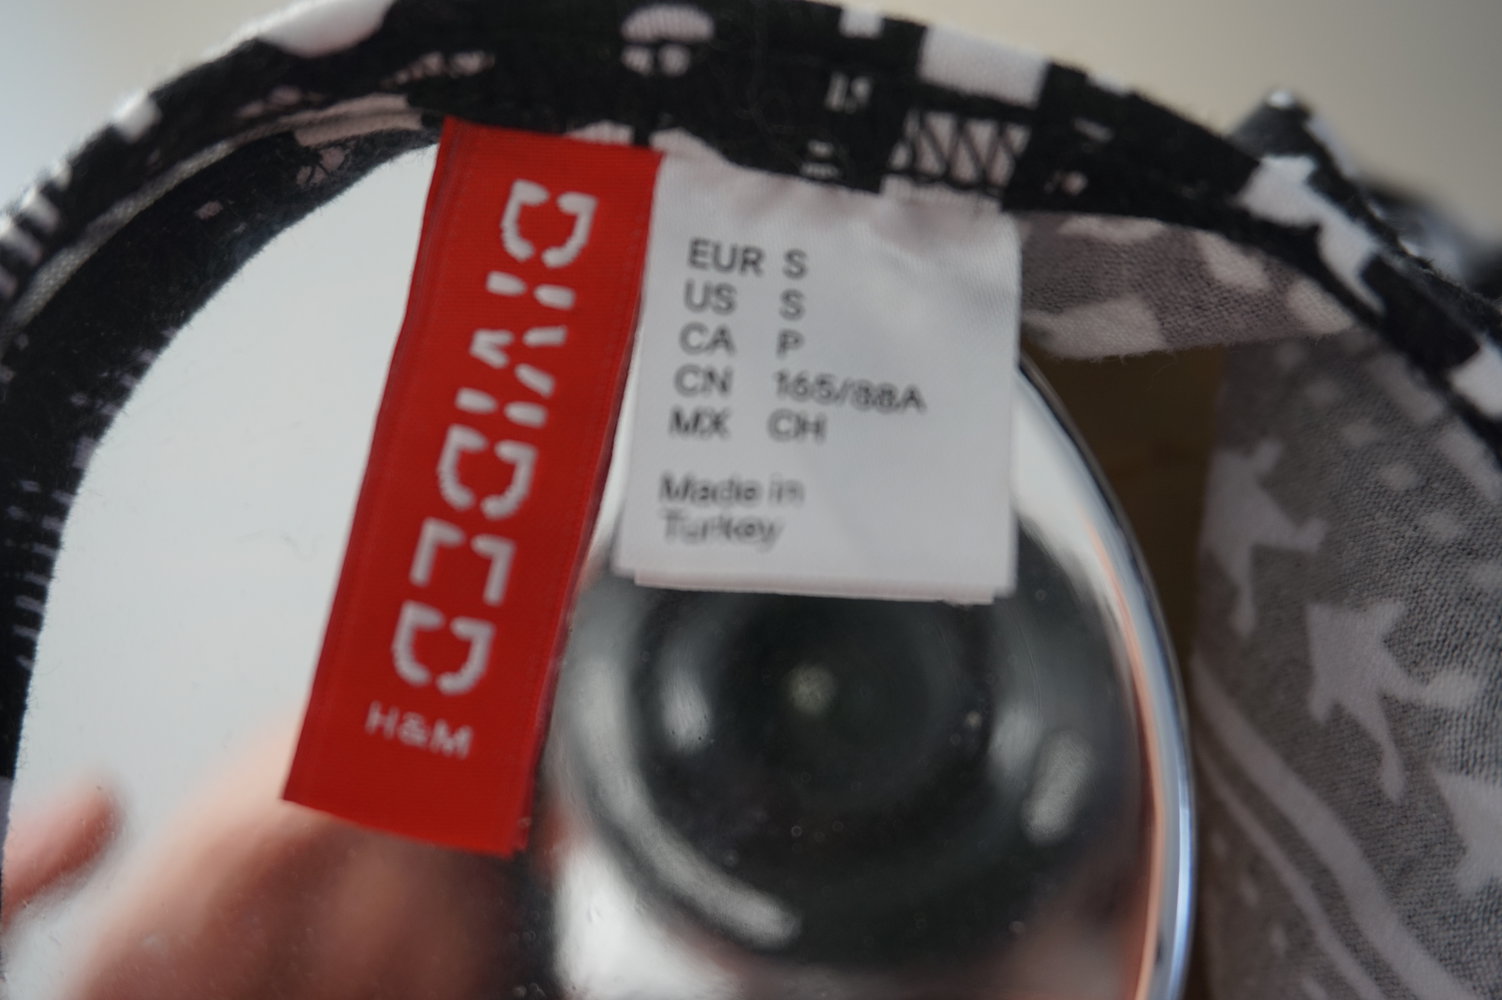 DIVIDED
H&M
EUR S
US S
CA P
CN 165/88A
MX CH
Made in
Turkey